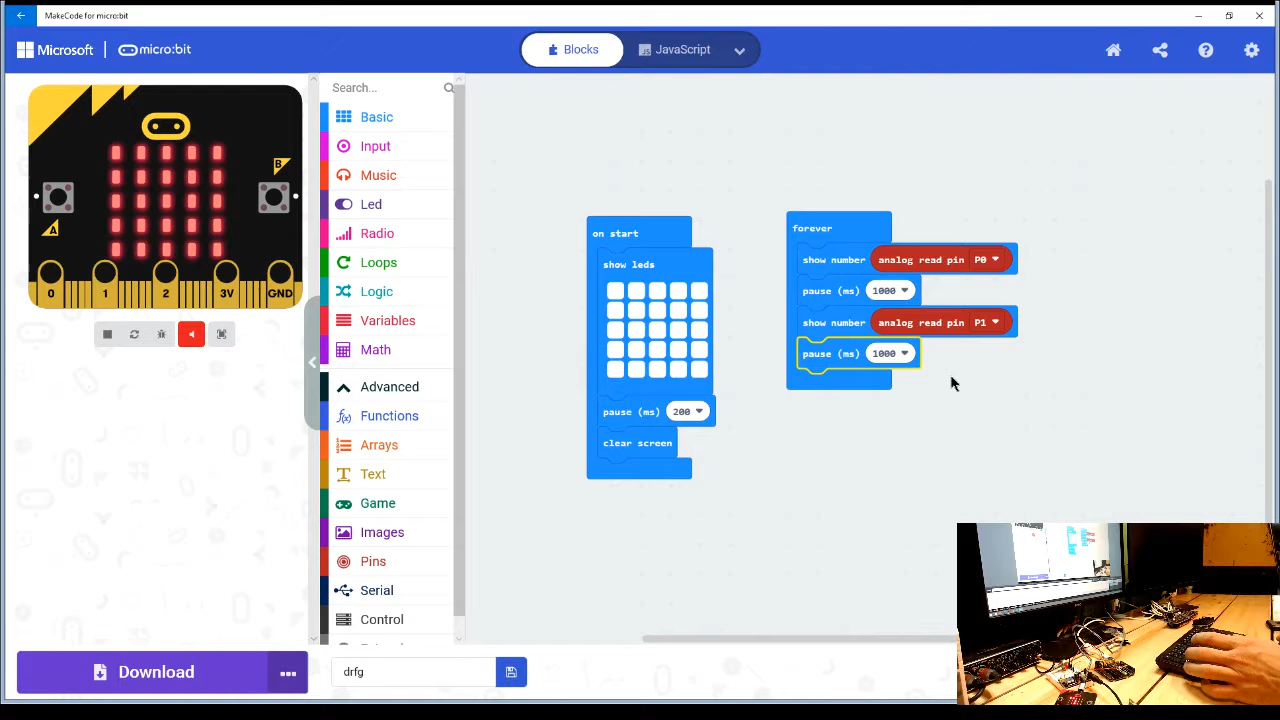 MakeCode for micro:bit
Microsoft | micro:bit
Blocks
JavaScript
B
A
0 1 2 3V GND
Search...
Basic
Input
Music
Led
Radio
Loops
Logic
Variables
Math
Advanced
Functions
Arrays
Text
Game
Images
Pins
Serial
Control
on start
show leds
pause (ms) 200
clear screen
forever
show number analog read pin P0
pause (ms) 1000
show number analog read pin P1
pause (ms) 1000
Download ...
drfg